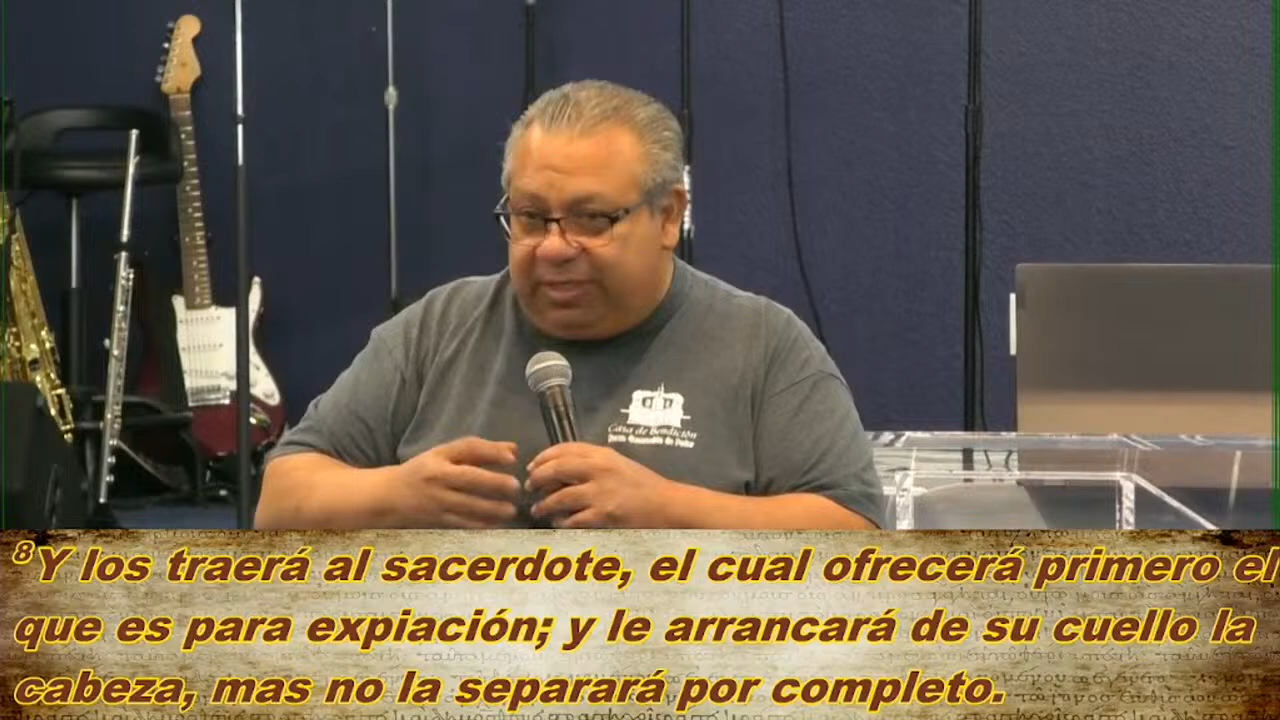 Casa de Bendición
⁸Y los traerá al sacerdote, el cual ofrecerá primero el
que es para expiación; y le arrancará de su cuello la
cabeza, mas no la separará por completo.